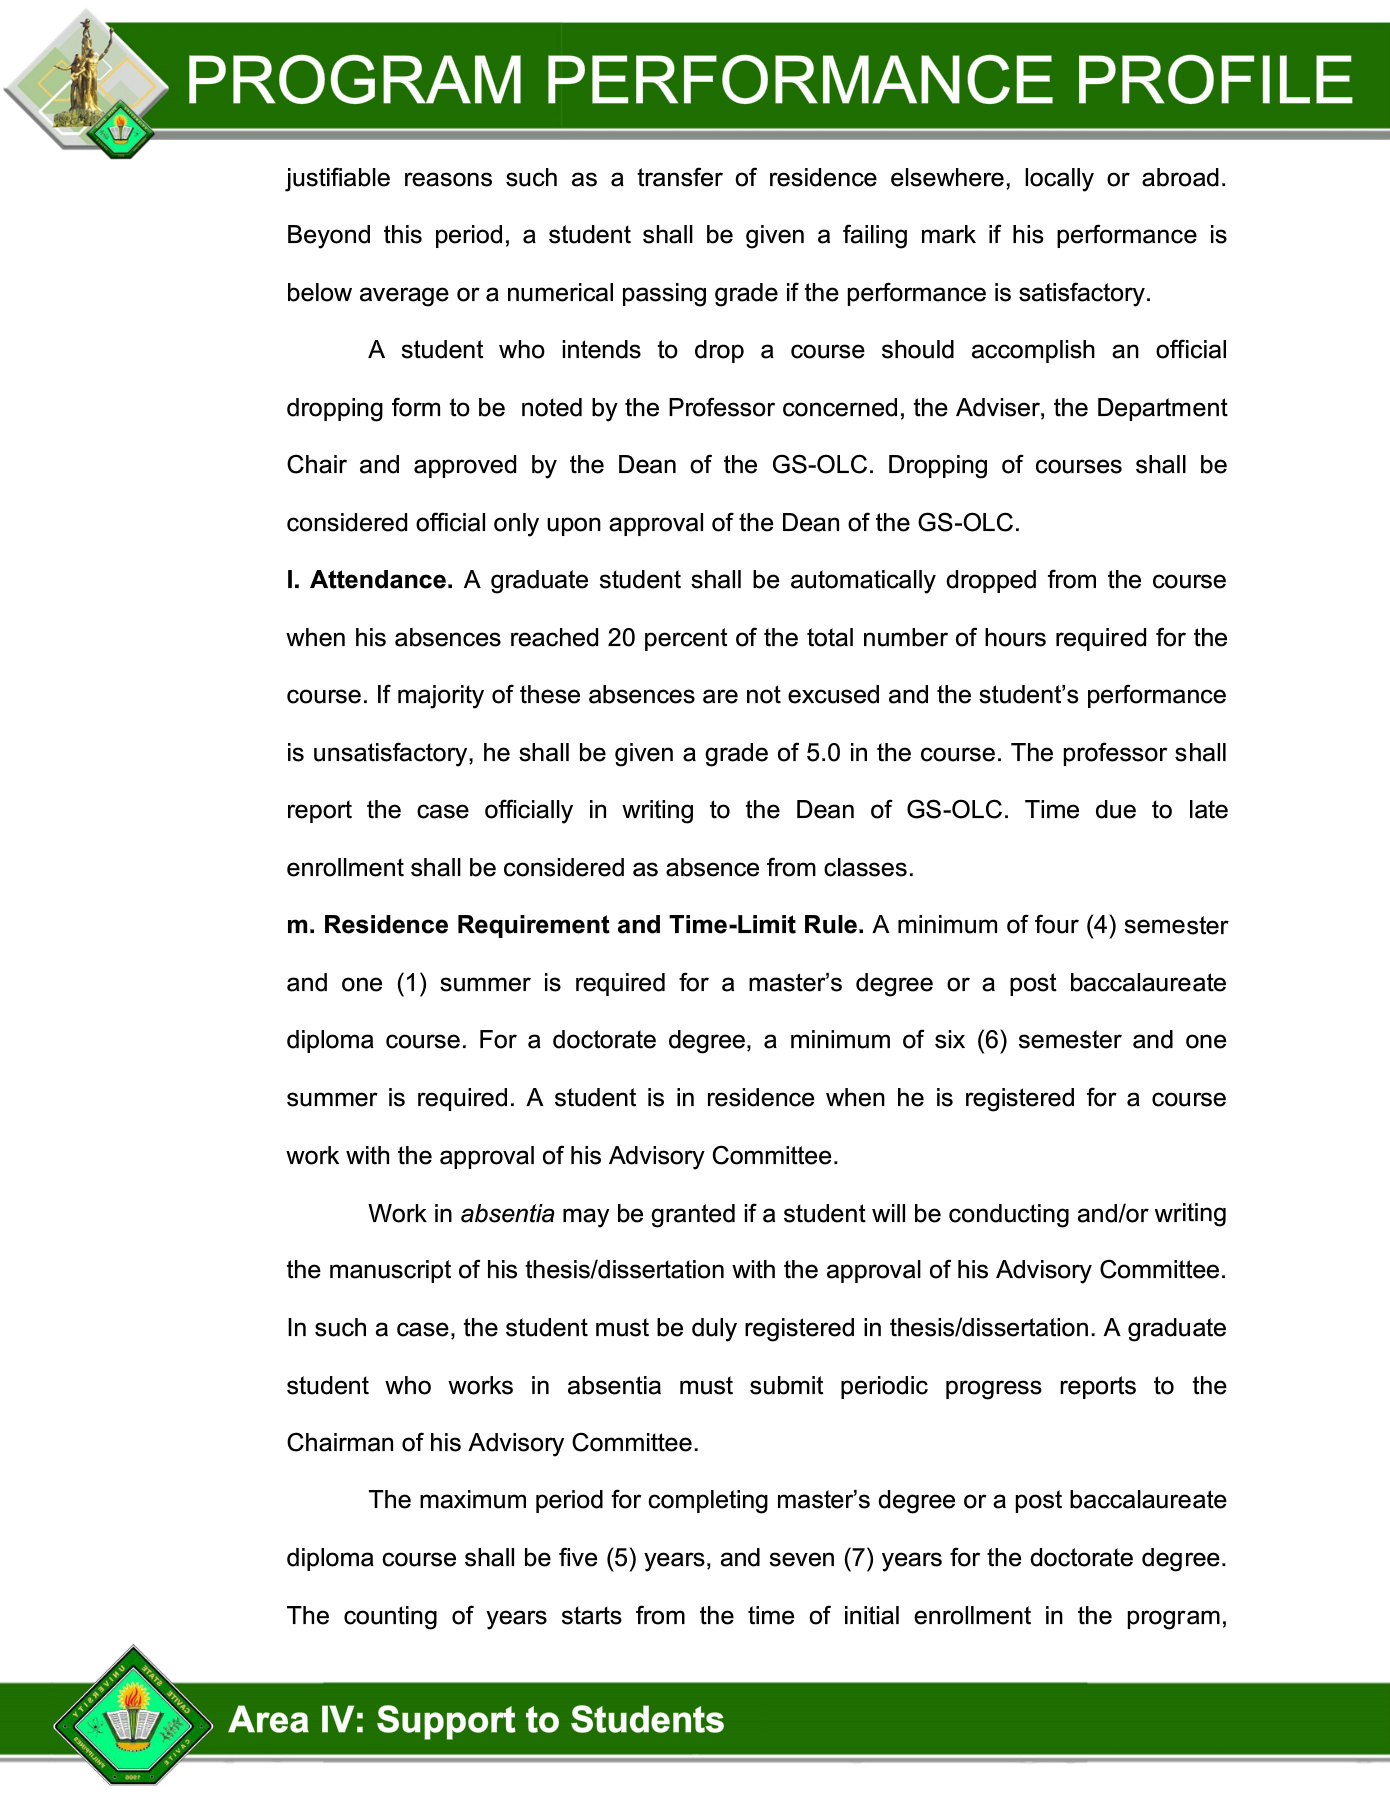 PROGRAM PERFORMANCE PROFILE
justifiable reasons such as a transfer of residence elsewhere, locally or abroad.
Beyond this period, a student shall be given a failing mark if his performance is
below average or a numerical passing grade if the performance is satisfactory.
A student who intends to drop a course should accomplish an official
dropping form to be noted by the Professor concerned, the Adviser, the Department
Chair and approved by the Dean of the GS-OLC. Dropping of courses shall be
considered official only upon approval of the Dean of the GS-OLC.
l. Attendance. A graduate student shall be automatically dropped from the course
when his absences reached 20 percent of the total number of hours required for the
course. If majority of these absences are not excused and the student’s performance
is unsatisfactory, he shall be given a grade of 5.0 in the course. The professor shall
report the case officially in writing to the Dean of GS-OLC. Time due to late
enrollment shall be considered as absence from classes.
m. Residence Requirement and Time-Limit Rule. A minimum of four (4) semester
and one (1) summer is required for a master’s degree or a post baccalaureate
diploma course. For a doctorate degree, a minimum of six (6) semester and one
summer is required. A student is in residence when he is registered for a course
work with the approval of his Advisory Committee.
Work in absentia may be granted if a student will be conducting and/or writing
the manuscript of his thesis/dissertation with the approval of his Advisory Committee.
In such a case, the student must be duly registered in thesis/dissertation. A graduate
student who works in absentia must submit periodic progress reports to the
Chairman of his Advisory Committee.
The maximum period for completing master’s degree or a post baccalaureate
diploma course shall be five (5) years, and seven (7) years for the doctorate degree.
The counting of years starts from the time of initial enrollment in the program,
CAVITE STATE UNIVERSITY
CAVITE
PHILIPPINES
Area IV: Support to Students